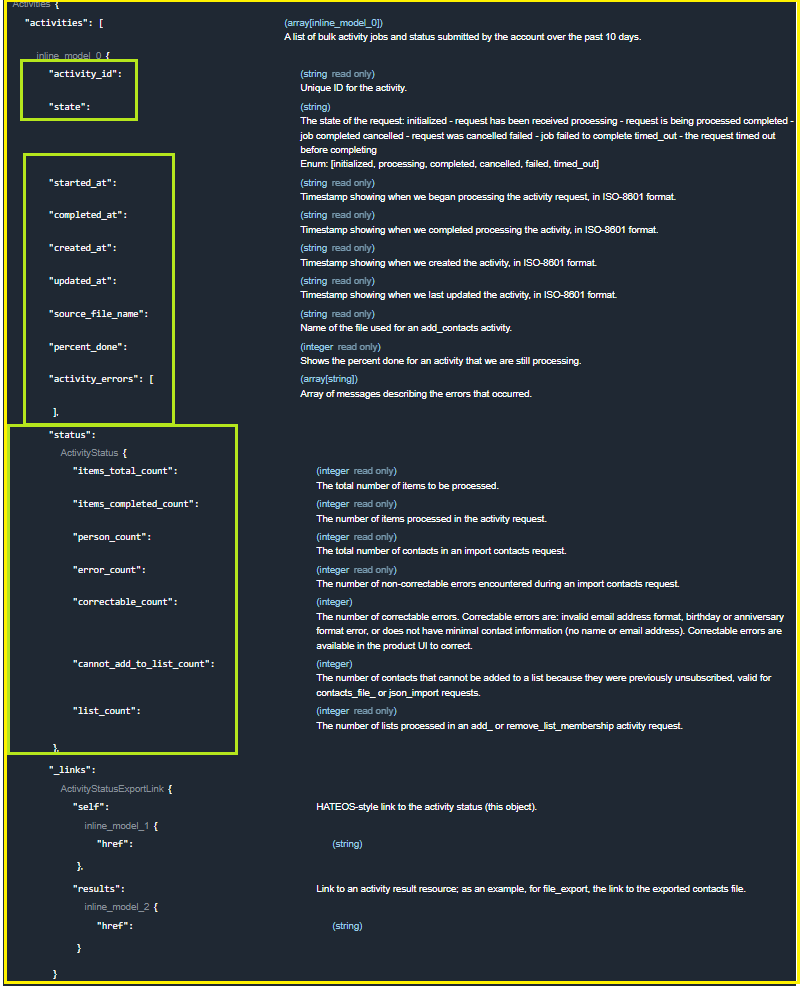 Activities {
"activities": [ (array[inline_model_0])
A list of bulk activity jobs and status submitted by the account over the past 10 days.
inline_model_0 {
"activity_id": (string read only)
Unique ID for the activity.
"state": (string)
The state of the request: initialized - request has been received processing - request is being processed completed -
job completed cancelled - request was cancelled failed - job failed to complete timed_out - the request timed out
before completing
Enum: [initialized, processing, completed, cancelled, failed, timed_out]
"started_at": (string read only)
Timestamp showing when we began processing the activity request, in ISO-8601 format.
"completed_at": (string read only)
Timestamp showing when we completed processing the activity, in ISO-8601 format.
"created_at": (string read only)
Timestamp showing when we created the activity, in ISO-8601 format.
"updated_at": (string read only)
Timestamp showing when we last updated the activity, in ISO-8601 format.
"source_file_name": (string read only)
Name of the file used for an add_contacts activity.
"percent_done": (integer read only)
Shows the percent done for an activity that we are still processing.
"activity_errors": [ (array[string])
Array of messages describing the errors that occurred.
],
"status":
ActivityStatus {
"items_total_count": (integer read only)
The total number of items to be processed.
"items_completed_count": (integer read only)
The number of items processed in the activity request.
"person_count": (integer read only)
The total number of contacts in an import contacts request.
"error_count": (integer read only)
The number of non-correctable errors encountered during an import contacts request.
"correctable_count": (integer)
The number of correctable errors. Correctable errors are: invalid email address format, birthday or anniversary
format error, or does not have minimal contact information (no name or email address). Correctable errors are
available in the product UI to correct.
"cannot_add_to_list_count": (integer)
The number of contacts that cannot be added to a list because they were previously unsubscribed, valid for
contacts_file_ or json_import requests.
"list_count": (integer read only)
The number of lists processed in an add_ or remove_list_membership activity request.
},
"_links":
ActivityStatusExportLink {
"self": HATEOS-style link to the activity status (this object).
inline_model_1 {
"href": (string)
},
"results": Link to an activity result resource; as an example, for file_export, the link to the exported contacts file.
inline_model_2 {
"href": (string)
}
}